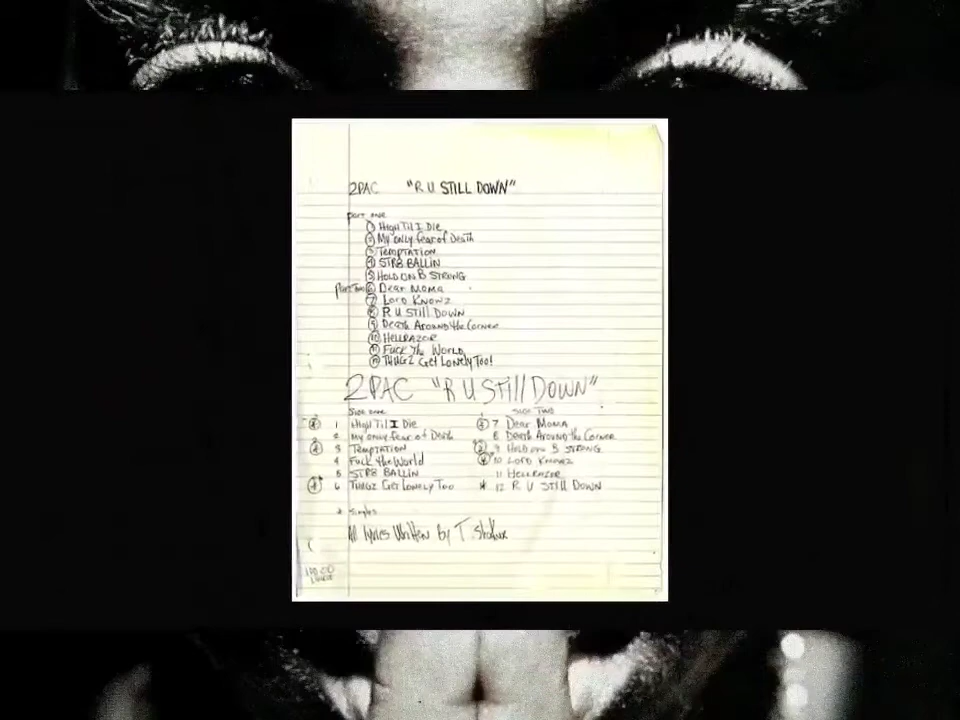 2PAC "R U STILL DOWN"
part one
1 High Til I Die
2 My only fear of Death
3 Temptation
4 STR8 BALLIN
5 HOLD ON B STRONG
Part Two 6 Dear Mama
7 Lord Knowz
8 R U Still Down
9 Death Around the Corner
10 HELLRAZOR
11 Fuck The World
12 THUGZ Get Lonely Too!
2PAC "R U Still Down"
Side one
1 High Til I Die
2 My only fear of Death
3 Temptation
4 Fuck the World
5 STR8 BALLIN
6 Thugz Get Lonely Too
Side Two
7 Dear Mama
8 Death Around the Corner
9 Hold on B STRONG
10 Lord Knowz
11 Hellrazor
* 12 R U Still Down
* Singles
All lyrics Written by T. Shakur